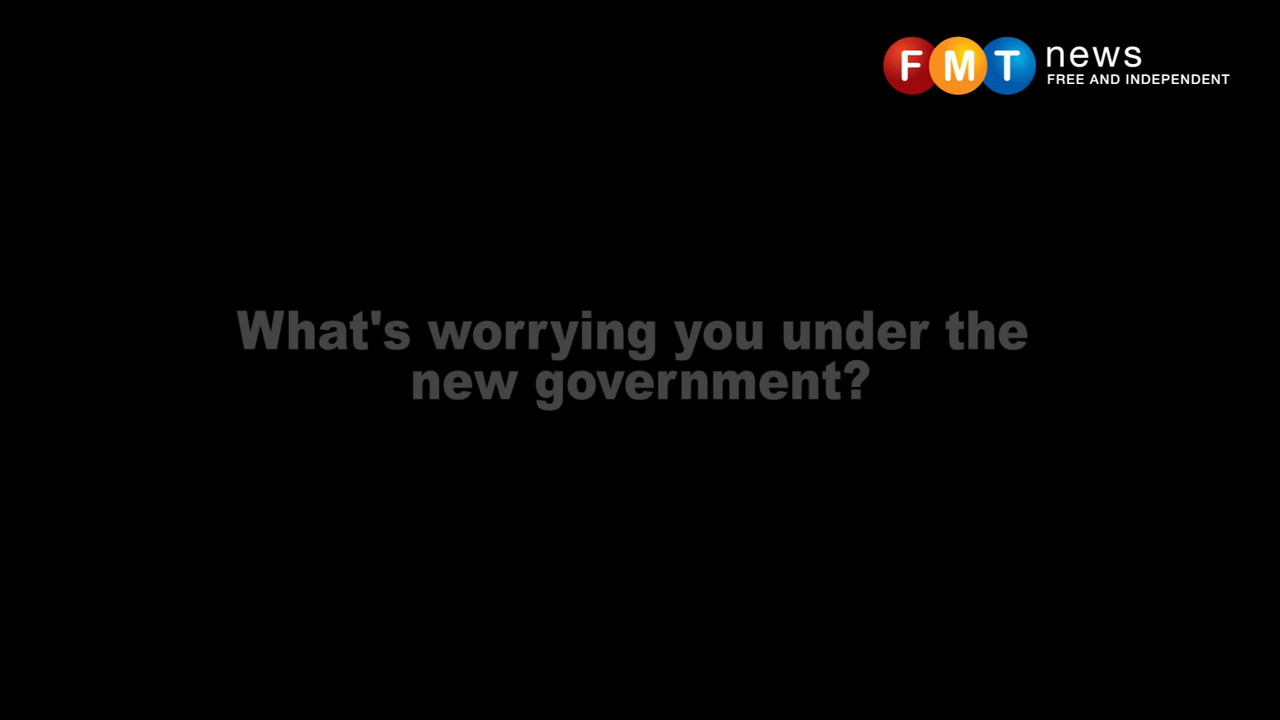 FMT news
FREE AND INDEPENDENT
What's worrying you under the
new government?